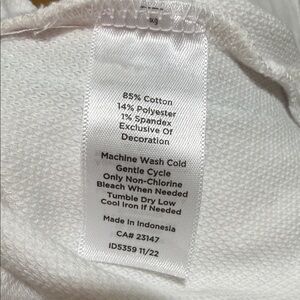 85% Cotton
14% Polyester
1% Spandex
Exclusive Of
Decoration
Machine Wash Cold
Gentle Cycle
Only Non-Chlorine
Bleach When Needed
Tumble Dry Low
Cool Iron If Needed
Made in Indonesia
CA# 23147
ID5359 11/22